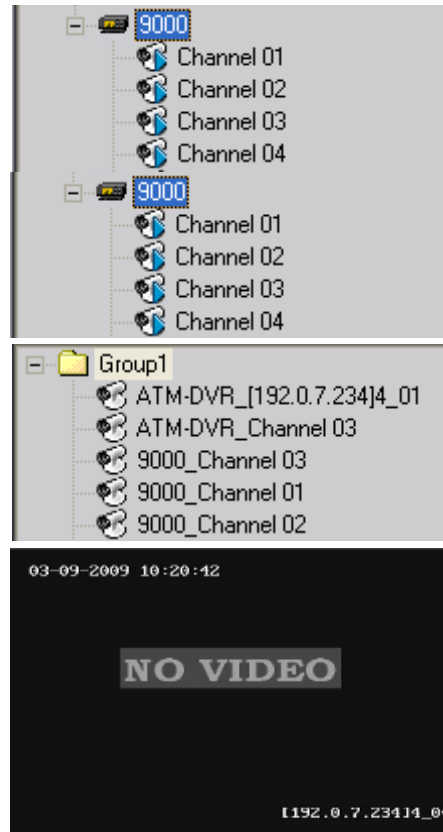 9000
Channel 01
Channel 02
Channel 03
Channel 04
9000
Channel 01
Channel 02
Channel 03
Channel 04
Group1
ATM-DVR_[192.0.7.234]4_01
ATM-DVR_Channel 03
9000_Channel 03
9000_Channel 01
9000_Channel 02
03-09-2009 10:20:42
NO VIDEO